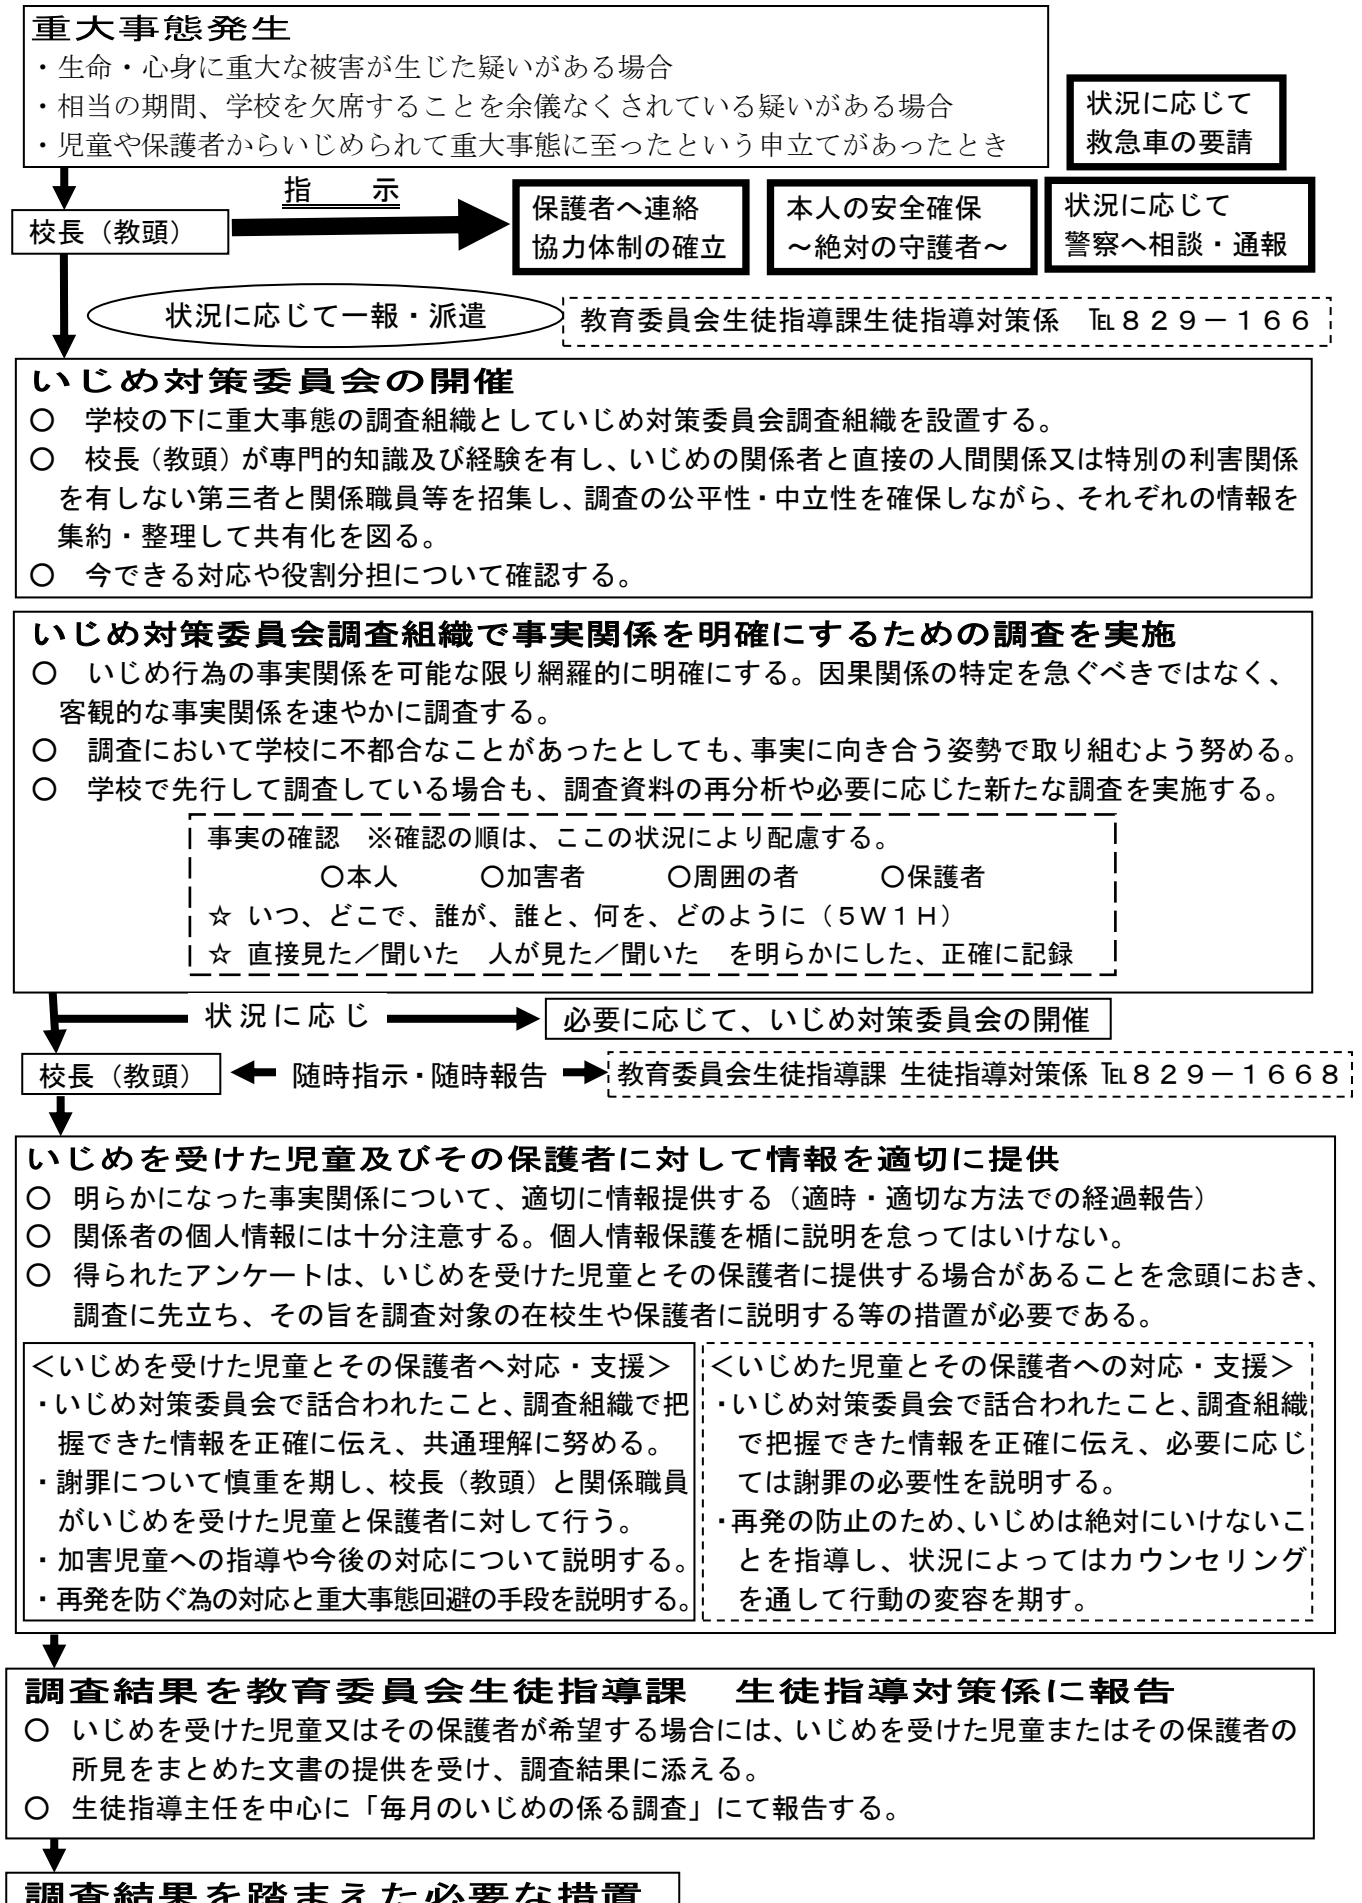 重大事態発生
・生命・心身に重大な被害が生じた疑いがある場合
・相当の期間、学校を欠席することを余儀なくされている疑いがある場合
・児童や保護者からいじめられて重大事態に至ったという申立てがあったとき
状況に応じて
救急車の要請
指　　示
校長（教頭）
保護者へ連絡
協力体制の確立
本人の安全確保
～絶対の守護者～
状況に応じて
警察へ相談・通報
状況に応じて一報・派遣
教育委員会生徒指導課生徒指導対策係　℡８２９－１６６
いじめ対策委員会の開催
○　学校の下に重大事態の調査組織としていじめ対策委員会調査組織を設置する。
○　校長（教頭）が専門的知識及び経験を有し、いじめの関係者と直接の人間関係又は特別の利害関係
を有しない第三者と関係職員等を招集し、調査の公平性・中立性を確保しながら、それぞれの情報を
集約・整理して共有化を図る。
○　今できる対応や役割分担について確認する。
いじめ対策委員会調査組織で事実関係を明確にするための調査を実施
○　いじめ行為の事実関係を可能な限り網羅的に明確にする。因果関係の特定を急ぐべきではなく、
客観的な事実関係を速やかに調査する。
○　調査において学校に不都合なことがあったとしても、事実に向き合う姿勢で取り組むよう努める。
○　学校で先行して調査している場合も、調査資料の再分析や必要に応じた新たな調査を実施する。
事実の確認　※確認の順は、ここの状況により配慮する。
○本人　　　○加害者　　　○周囲の者　　　○保護者
☆ いつ、どこで、誰が、誰と、何を、どのように（５Ｗ１Ｈ）
☆ 直接見た／聞いた　人が見た／聞いた　を明らかにした、正確に記録
状況に応じ
必要に応じて、いじめ対策委員会の開催
校長（教頭）
随時指示・随時報告
教育委員会生徒指導課 生徒指導対策係 ℡８２９－１６６８
いじめを受けた児童及びその保護者に対して情報を適切に提供
○　明らかになった事実関係について、適切に情報提供する（適時・適切な方法での経過報告）
○　関係者の個人情報には十分注意する。個人情報保護を楯に説明を怠ってはいけない。
○　得られたアンケートは、いじめを受けた児童とその保護者に提供する場合があることを念頭におき、
調査に先立ち、その旨を調査対象の在校生や保護者に説明する等の措置が必要である。
＜いじめを受けた児童とその保護者へ対応・支援＞
・いじめ対策委員会で話合われたこと、調査組織で把
握できた情報を正確に伝え、共通理解に努める。
・謝罪について慎重を期し、校長（教頭）と関係職員
がいじめを受けた児童と保護者に対して行う。
・加害児童への指導や今後の対応について説明する。
・再発を防ぐ為の対応と重大事態回避の手段を説明する。
＜いじめた児童とその保護者への対応・支援＞
・いじめ対策委員会で話合われたこと、調査組織
で把握できた情報を正確に伝え、必要に応じ
ては謝罪の必要性を説明する。
・再発の防止のため、いじめは絶対にいけないこ
とを指導し、状況によってはカウンセリング
を通して行動の変容を期す。
調査結果を教育委員会生徒指導課　生徒指導対策係に報告
○　いじめを受けた児童又はその保護者が希望する場合には、いじめを受けた児童またはその保護者の
所見をまとめた文書の提供を受け、調査結果に添える。
○　生徒指導主任を中心に「毎月のいじめの係る調査」にて報告する。
調査結果を踏まえた必要な措置